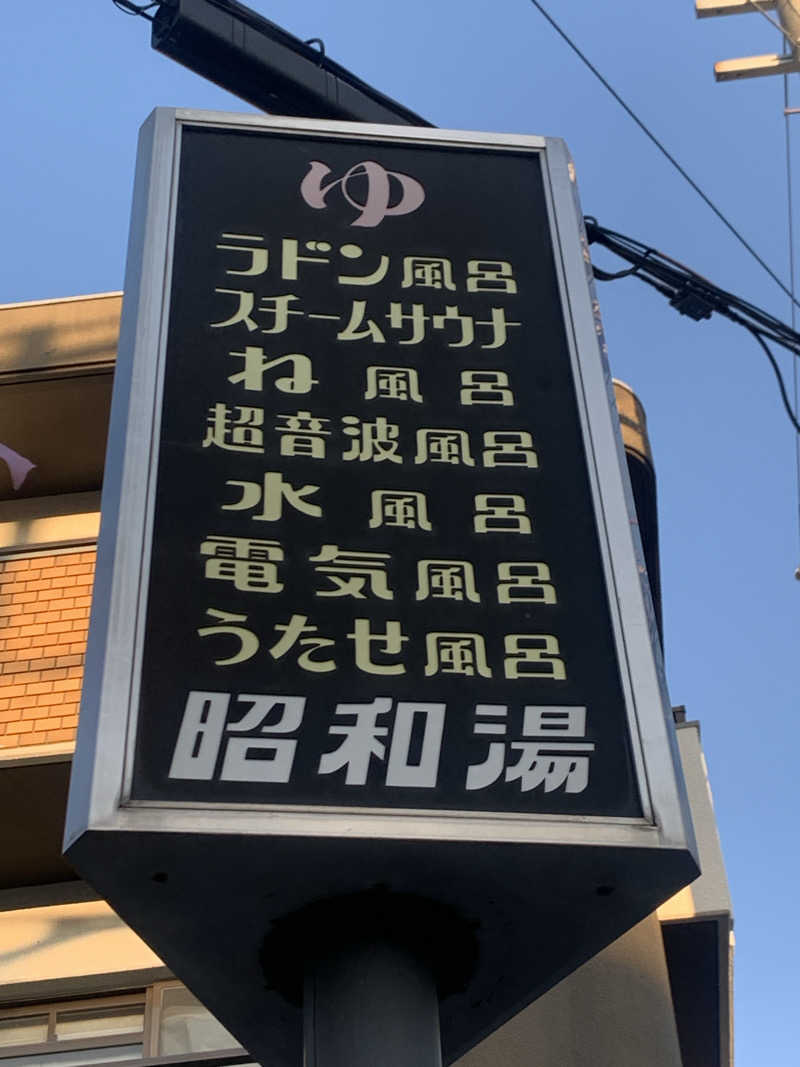 ゆ
ラドン風呂
スチームサウナ
ね風呂
超音波風呂
水風呂
電気風呂
うたせ風呂
昭和湯